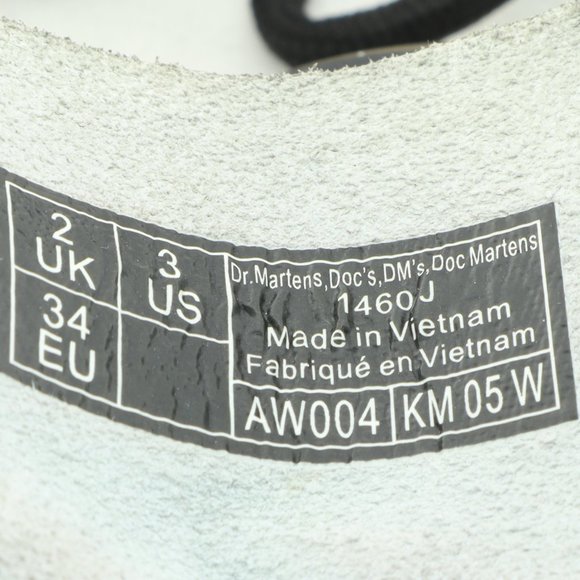 2
UK
3
US
34
EU
Dr.Martens,Doc's,DM's,Doc Martens
1460J
Made in Vietnam
Fabriqué en Vietnam
AW004
KM 05 W